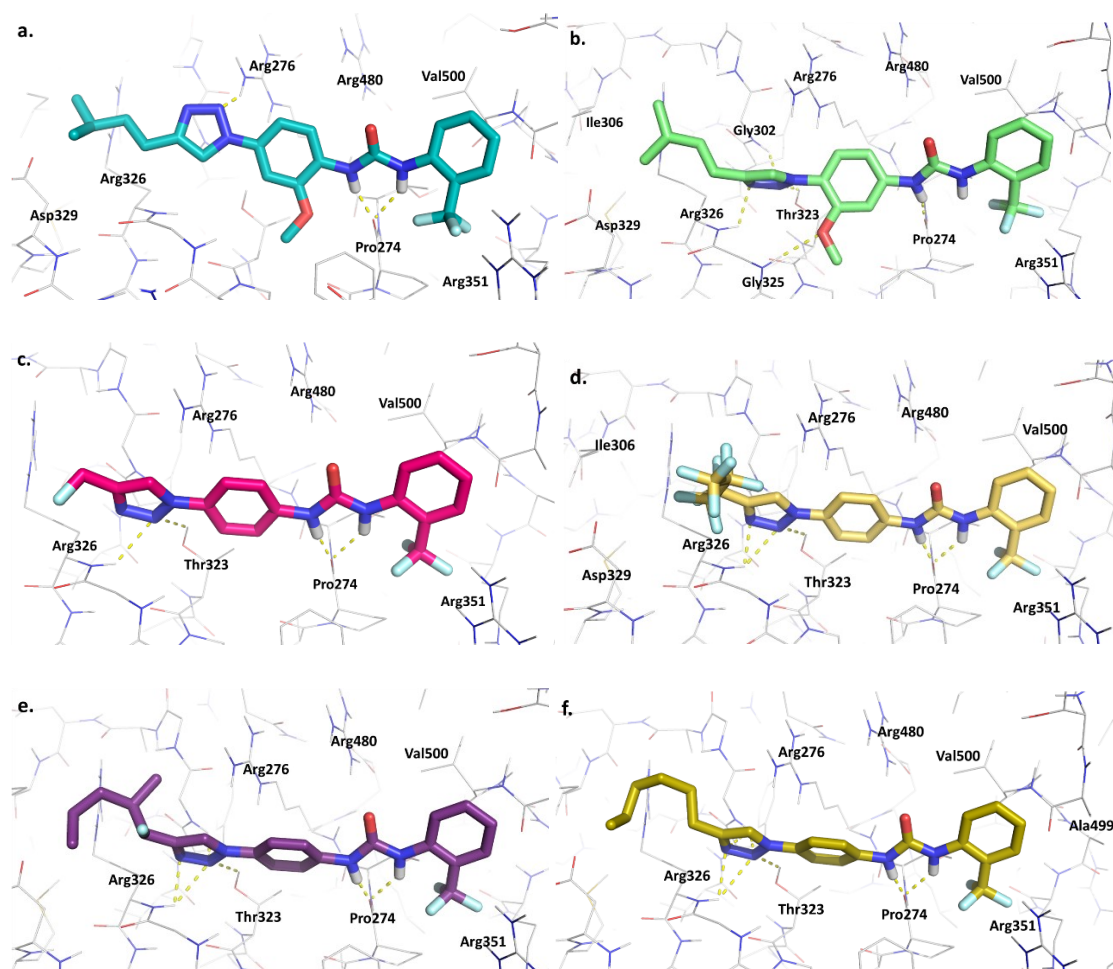 a.
Arg276
Arg480
Val500
Arg326
Asp329
Pro274
Arg351
b.
Arg276
Arg480
Val500
Ile306
Gly302
Arg326
Thr323
Asp329
Pro274
Gly325
Arg351
c.
Arg480
Val500
Arg276
Arg326
Thr323
Pro274
Arg351
d.
Arg276
Arg480
Val500
Ile306
Arg326
Asp329
Thr323
Pro274
Arg351
e.
Arg480
Val500
Arg276
Arg326
Thr323
Pro274
Arg351
f.
Arg480
Val500
Arg276
Ala499
Arg326
Thr323
Pro274
Arg351